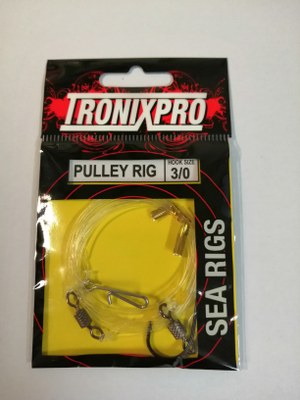 TRONIXPRO
PULLEY RIG
HOOK SIZE
3/0
SEA RIGS